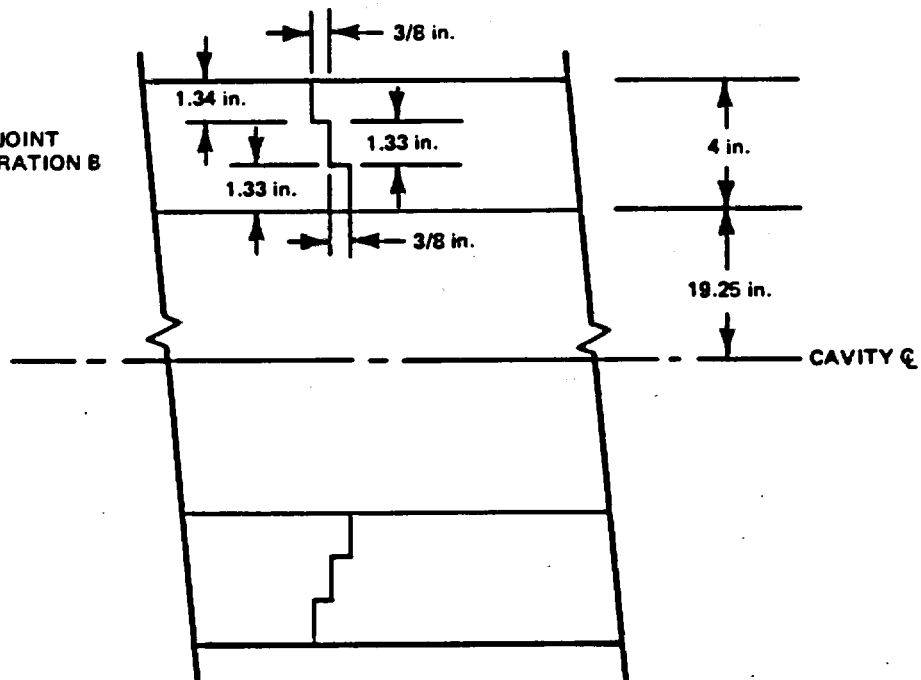 3/8 in.
1.34 in.
JOINT
RATION B
1.33 in.
4 in.
1.33 in.
3/8 in.
19.25 in.
CAVITY ℄